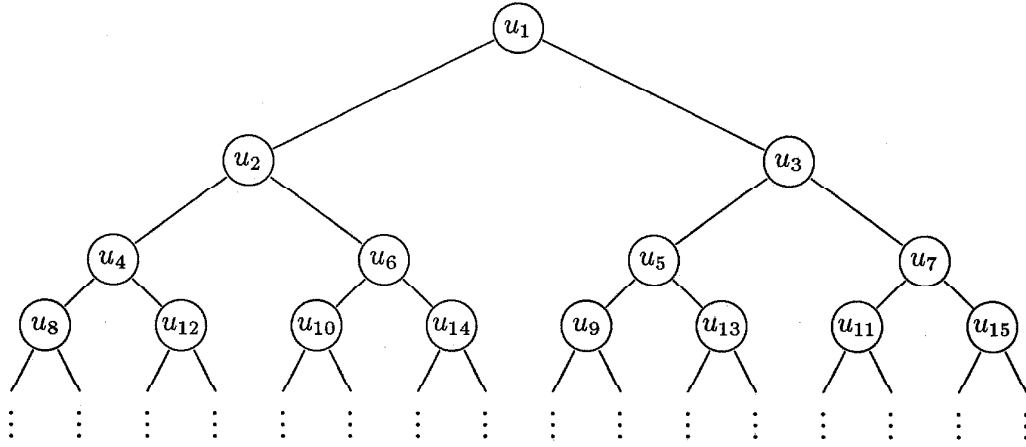 u₁
u₂ u₃
u₄ u₆ u₅ u₇
u₈ u₁₂ u₁₀ u₁₄ u₉ u₁₃ u₁₁ u₁₅